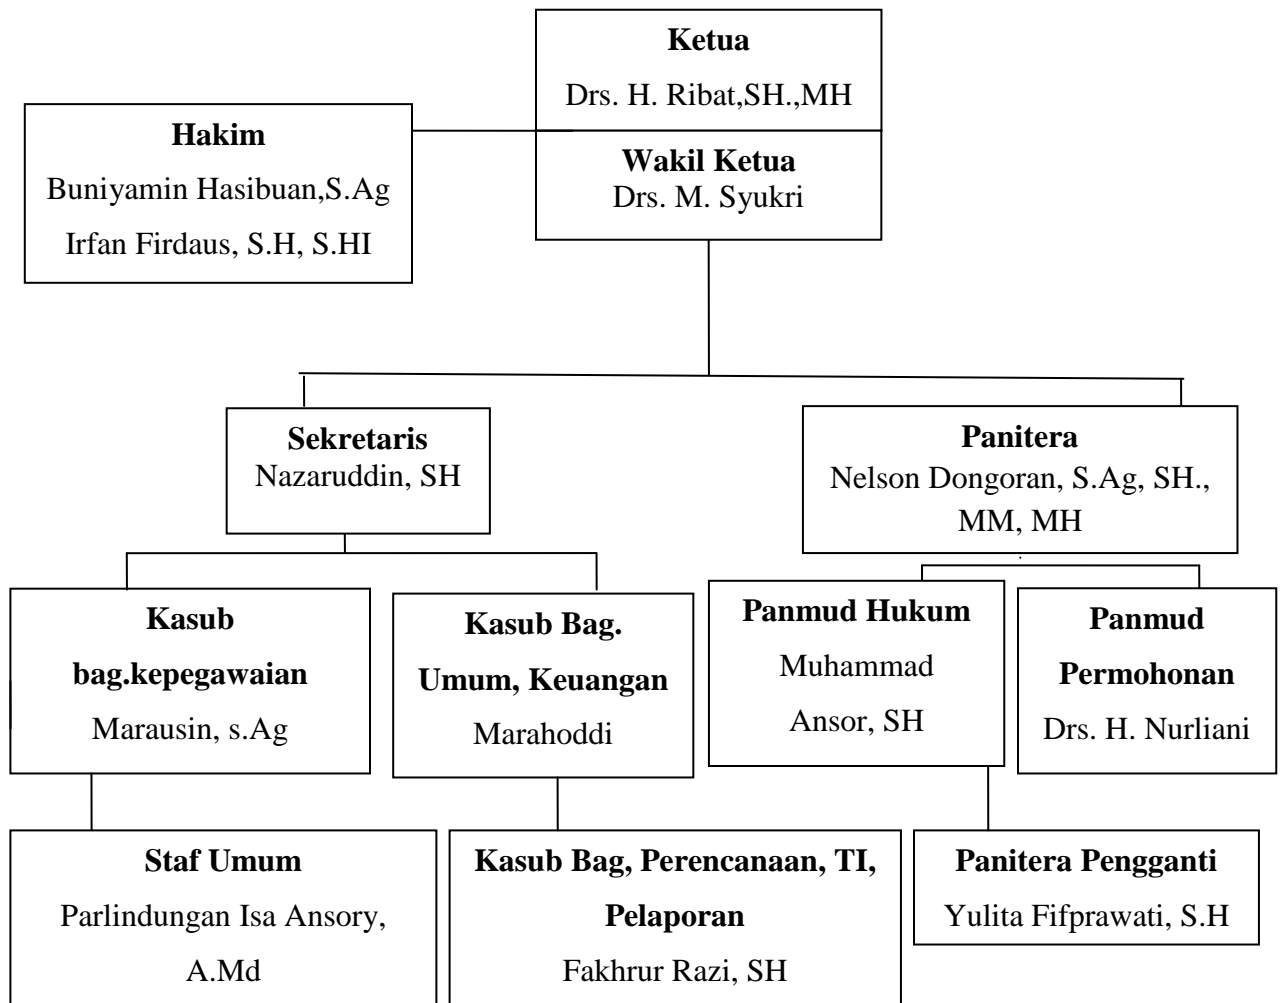 Ketua
Drs. H. Ribat,SH.,MH
Wakil Ketua
Drs. M. Syukri
Hakim
Buniyamin Hasibuan,S.Ag
Irfan Firdaus, S.H, S.HI
Sekretaris
Nazaruddin, SH
Panitera
Nelson Dongoran, S.Ag, SH.,
MM, MH
Kasub
bag.kepegawaian
Marausin, s.Ag
Kasub Bag.
Umum, Keuangan
Marahoddi
Panmud Hukum
Muhammad
Ansor, SH
Panmud
Permohonan
Drs. H. Nurliani
Staf Umum
Parlindungan Isa Ansory,
A.Md
Kasub Bag, Perencanaan, TI,
Pelaporan
Fakhrur Razi, SH
Panitera Pengganti
Yulita Fifprawati, S.H